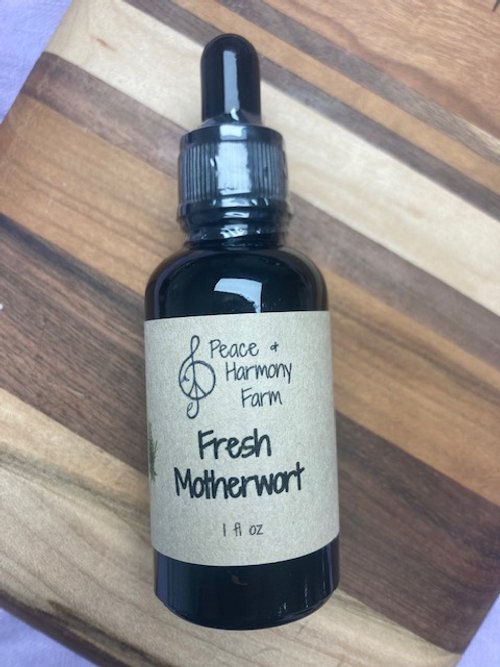 Peace +
Harmony
Farm
Fresh
Motherwort
1 fl oz